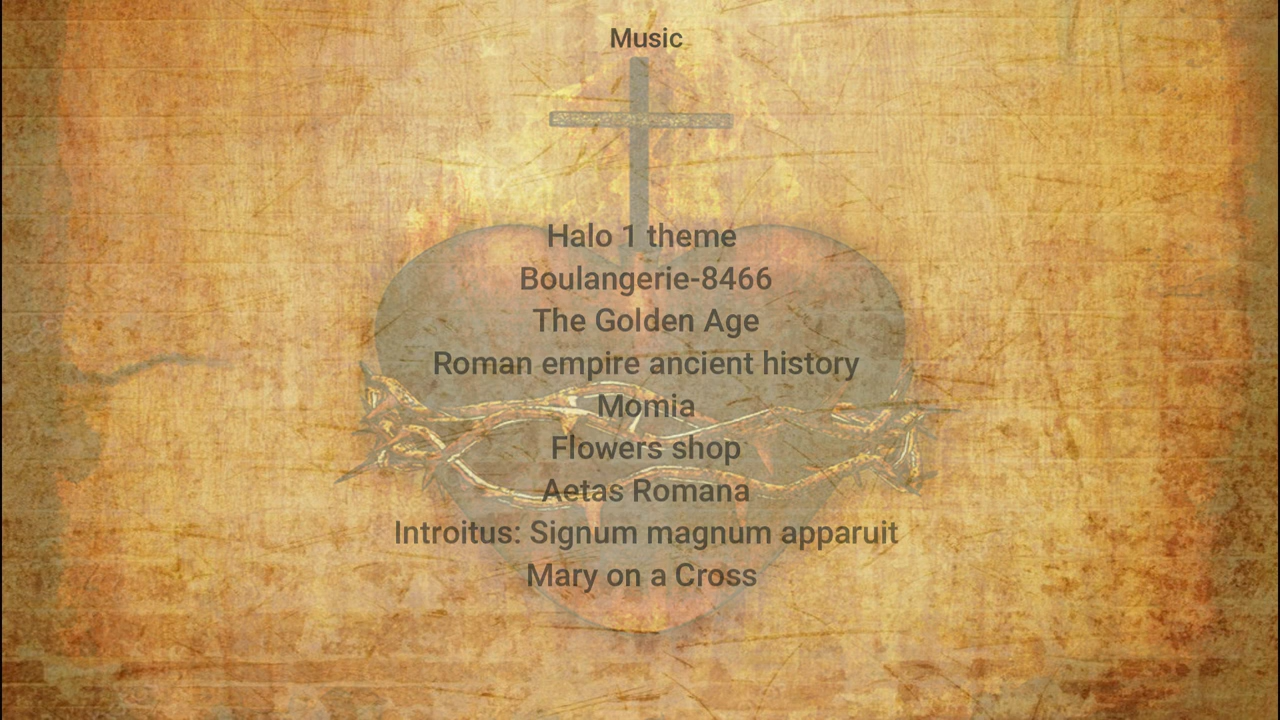 Music
Halo 1 theme
Boulangerie-8466
The Golden Age
Roman empire ancient history
Momia
Flowers shop
Aetas Romana
Introitus: Signum magnum apparuit
Mary on a Cross